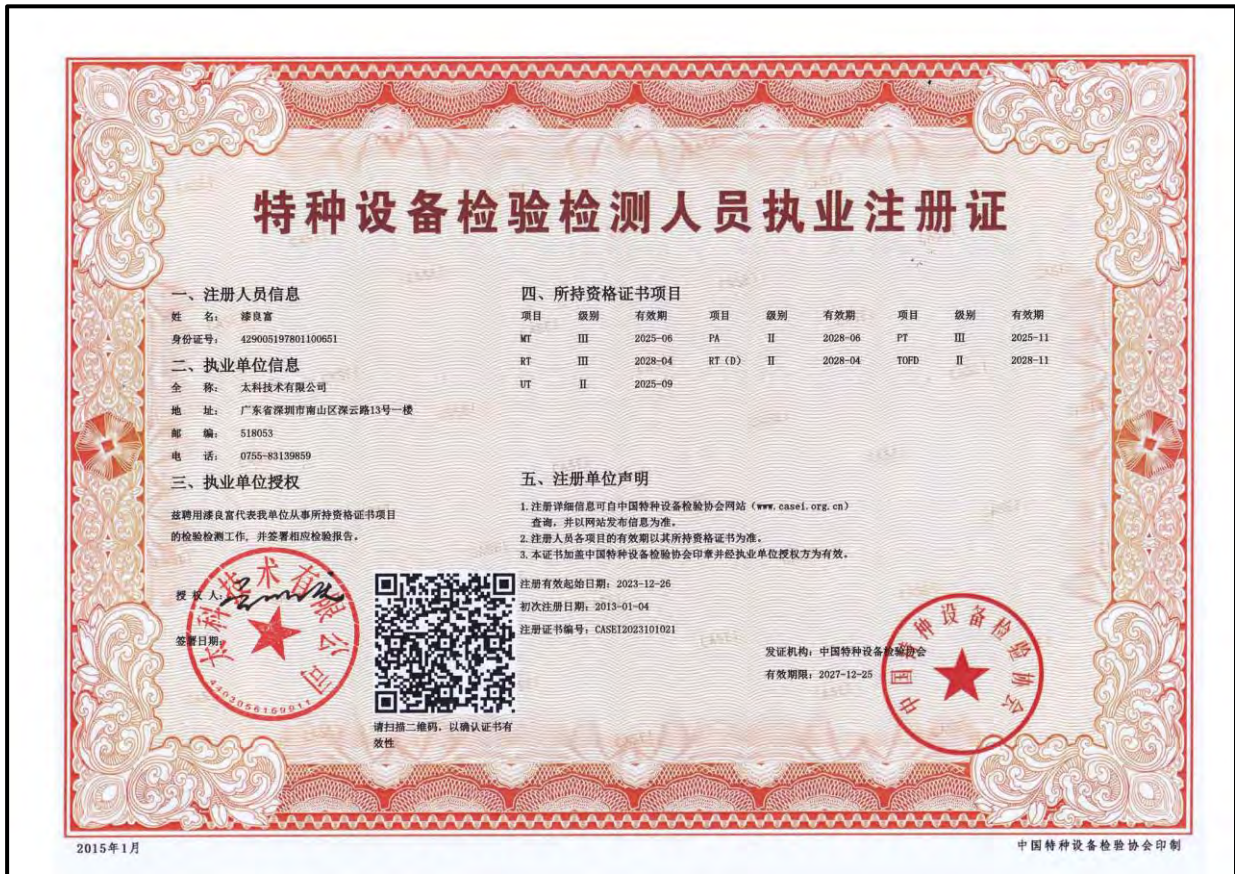 特种设备检验检测人员执业注册证
一、注册人员信息
姓 名： 漆良富
身份证号： 429005197801100651
二、执业单位信息
全 称： 太科技术有限公司
地 址： 广东省深圳市南山区深云路13号一楼
邮 编： 518053
电 话： 0755-83139859
三、执业单位授权
兹聘用漆良富代表我单位从事所持资格证书项目
的检验检测工作，并签署相应检验报告。
授 权 人：
签署日期：
太科技术有限公司
4403056169911
请扫描二维码，以确认证书有
效性
四、所持资格证书项目
项目 级别 有效期 项目 级别 有效期 项目 级别 有效期
MT III 2025-06 PA II 2028-06 PT III 2025-11
RT III 2028-04 RT（D） II 2028-04 TOFD II 2028-11
UT II 2025-09
五、注册单位声明
1.注册详细信息可自中国特种设备检验协会网站（www.casei.org.cn）
查询，并以网站发布信息为准。
2.注册人员各项目的有效期以其所持资格证书为准。
3.本证书加盖中国特种设备检验协会印章并经执业单位授权方为有效。
注册有效起始日期：2023-12-26
初次注册日期：2013-01-04
注册证书编号：CASEI2023101021
发证机构：中国特种设备检验协会
有效期限：2027-12-25
中国特种设备检验协会
2015年1月
中国特种设备检验协会印制